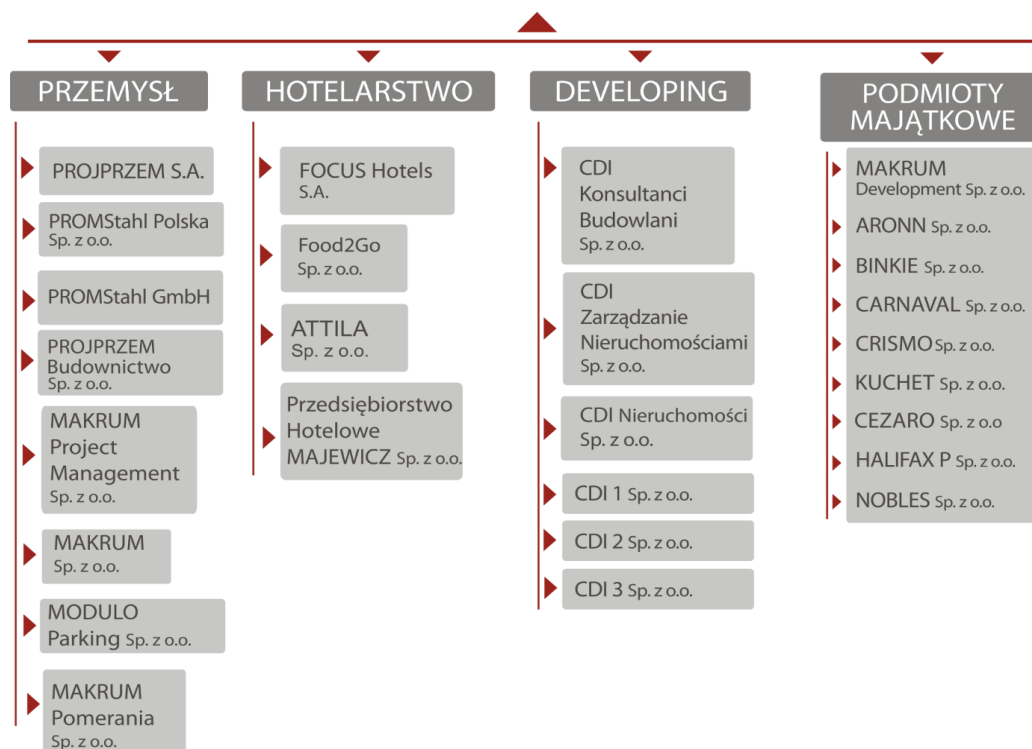 PRZEMYSŁ
PROJPRZEM S.A.
PROMStahl Polska
Sp. z o.o.
PROMStahl GmbH
PROJPRZEM
Budownictwo
Sp. z o.o.
MAKRUM
Project
Management
Sp. z o.o.
MAKRUM
Sp. z o.o.
MODULO
Parking Sp. z o.o.
MAKRUM
Pomerania
Sp. z o.o.
HOTELARSTWO
FOCUS Hotels
S.A.
Food2Go
Sp. z o.o.
ATTILA
Sp. z o.o.
Przedsiębiorstwo
Hotelowe
MAJEWICZ Sp. z o.o.
DEVELOPING
CDI
Konsultanci
Budowlani
Sp. z o.o.
CDI
Zarządzanie
Nieruchomościami
Sp. z o.o.
CDI Nieruchomości
Sp. z o.o.
CDI 1 Sp. z o.o.
CDI 2 Sp. z o.o.
CDI 3 Sp. z o.o.
PODMIOTY
MAJĄTKOWE
MAKRUM
Development Sp. z o.o.
ARONN Sp. z o.o.
BINKIE Sp. z o.o.
CARNAVAL Sp. z o.o.
CRISMO Sp. z o.o.
KUCHET Sp. z o.o.
CEZARO Sp. z o.o
HALIFAX P Sp. z o.o.
NOBLES Sp. z o.o.